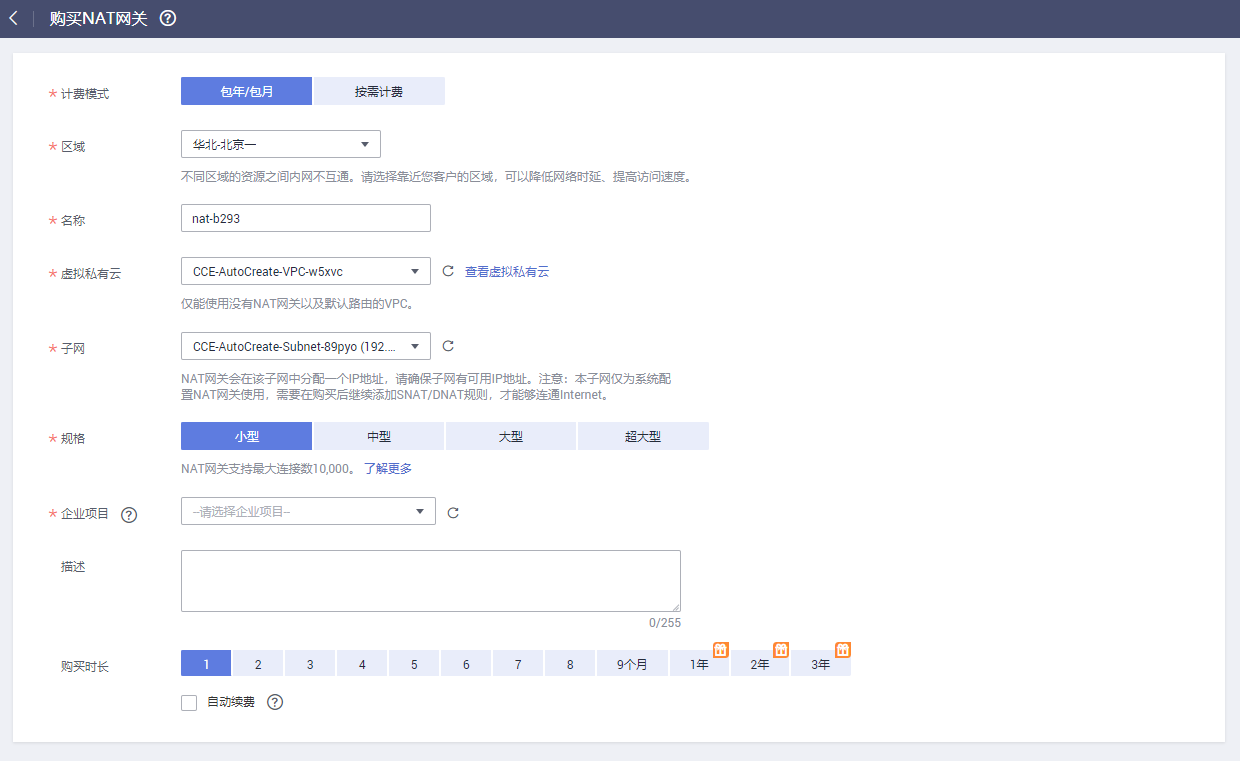 购买NAT网关 ?
* 计费模式 包年/包月 按需计费
* 区域 华北-北京一
不同区域的资源之间内网不互通。请选择靠近您客户的区域，可以降低网络时延、提高访问速度。
* 名称 nat-b293
* 虚拟私有云 CCE-AutoCreate-VPC-w5xvc 查看虚拟私有云
仅能使用没有NAT网关以及默认路由的VPC。
* 子网 CCE-AutoCreate-Subnet-89pyo (192....
NAT网关会在该子网中分配一个IP地址，请确保子网有可用IP地址。注意：本子网仅为系统配
置NAT网关使用，需要在购买后继续添加SNAT/DNAT规则，才能够连通Internet。
* 规格 小型 中型 大型 超大型
NAT网关支持最大连接数10,000。 了解更多
* 企业项目 ? --请选择企业项目--
描述
0/255
购买时长 1 2 3 4 5 6 7 8 9个月 1年 2年 3年
自动续费 ?